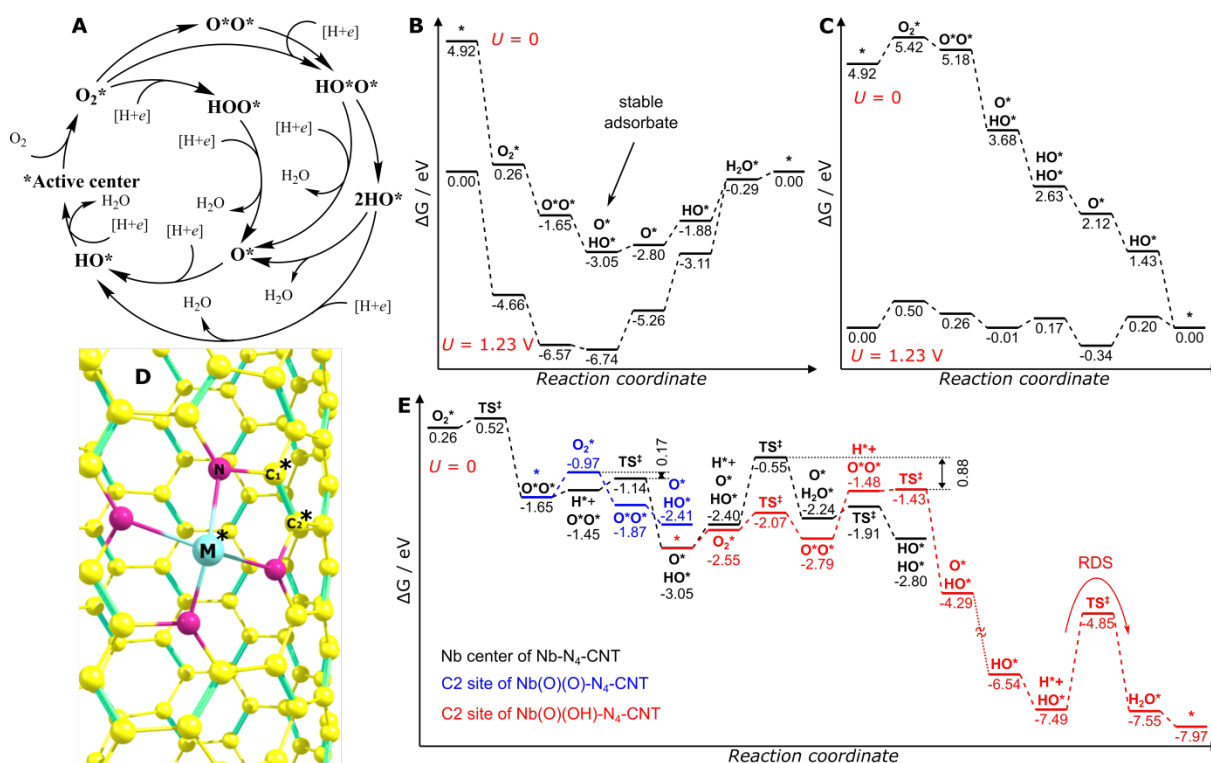 A
O*O*
[H+e]
O₂*
HO*O*
[H+e]
HOO*
O₂
[H+e]
[H+e]
*Active center
H₂O
H₂O
H₂O
2HO*
[H+e]
[H+e]
HO*
O*
H₂O
H₂O
[H+e]
B
*
4.92
U = 0
stable
adsorbate
O₂*
0.26
0.00
O*O*
-1.65
O*
HO*
-3.05
O*
-2.80
HO*
-1.88
H₂O*
-0.29
*
0.00
-3.11
-4.66
-5.26
-6.57
-6.74
U = 1.23 V
ΔG / eV
Reaction coordinate
C
*
4.92
O₂*
5.42
O*O*
5.18
U = 0
O*
HO*
3.68
HO*
HO*
2.63
O*
2.12
HO*
1.43
*
0.00
0.50
0.26
-0.01
0.17
-0.34
0.20
0.00
U = 1.23 V
ΔG / eV
Reaction coordinate
D
N
C₁*
C₂*
M*
E
O₂*
0.26
TS‡
0.52
U = 0
O*O*
-1.65
*
O₂*
-0.97
H*+
O*O*
-1.45
TS‡
-1.14
0.17
O*O*
-1.87
O*
HO*
-2.41
*
O*
HO*
-3.05
H*+
O*
HO*
-2.40
O₂*
-2.55
TS‡
-0.55
TS‡
-2.07
O*
H₂O*
-2.24
O*O*
-2.79
TS‡
-1.91
H*+
O*O*
-1.48
TS‡
-1.43
0.88
HO*
HO*
-2.80
O*
HO*
-4.29
HO*
-6.54
H*+
HO*
-7.49
RDS
TS‡
-4.85
H₂O*
-7.55
*
-7.97
Nb center of Nb-N₄-CNT
C2 site of Nb(O)(O)-N₄-CNT
C2 site of Nb(O)(OH)-N₄-CNT
ΔG / eV
Reaction coordinate